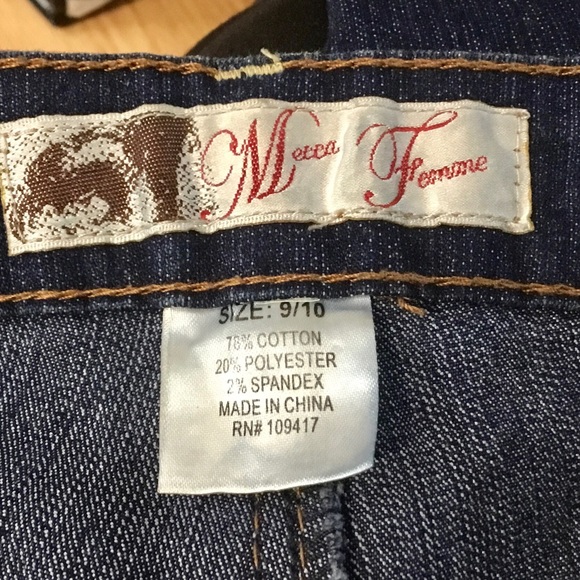 Mecca Femme
SIZE: 9/10
78% COTTON
20% POLYESTER
2% SPANDEX
MADE IN CHINA
RN# 109417